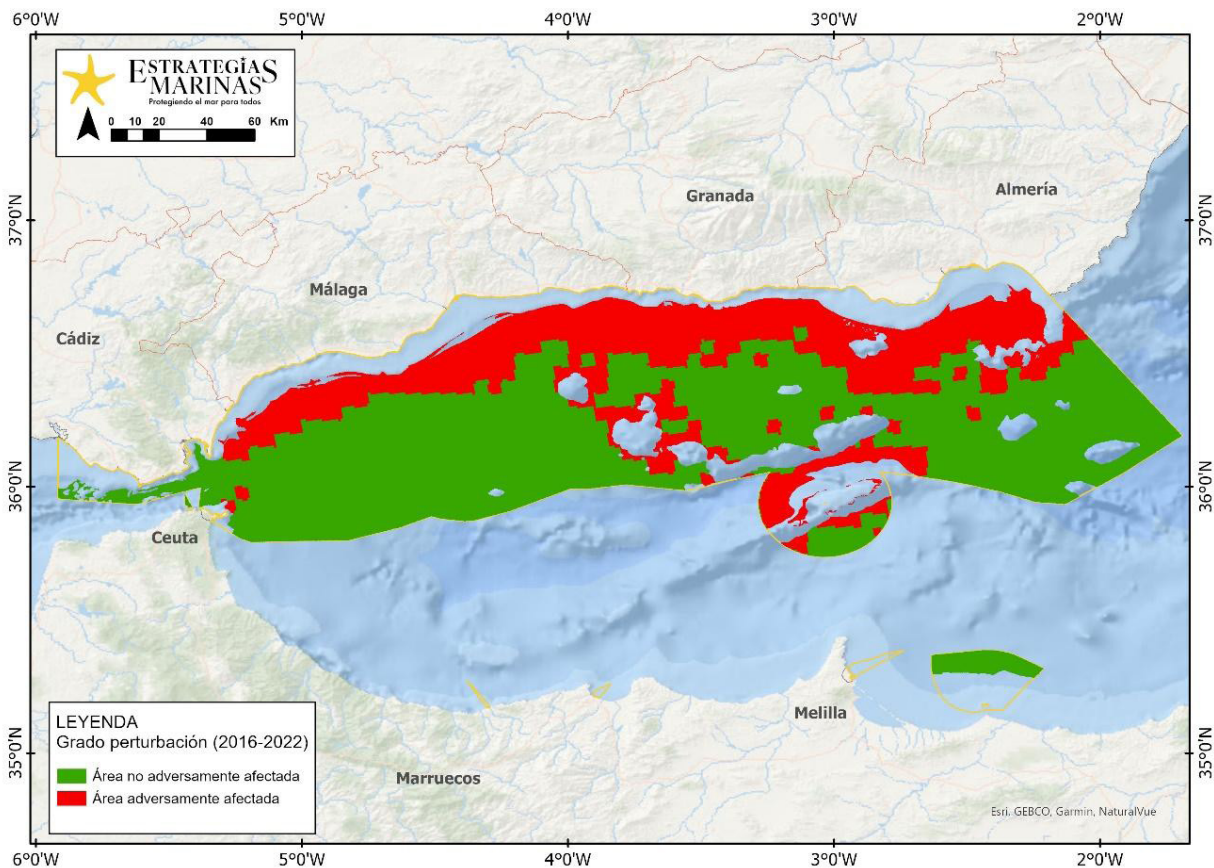 6°0'W 5°0'W 4°0'W 3°0'W 2°0'W
ESTRATEGIAS
MARINAS
Protegiendo el mar para todos
0 10 20 40 60 Km
Granada
Almería
37°0'N 37°0'N
Málaga
Cádiz
36°0'N 36°0'N
Ceuta
Melilla
LEYENDA
Grado perturbación (2016-2022)
Área no adversamente afectada
Área adversamente afectada
35°0'N 35°0'N
Marruecos
Esri, GEBCO, Garmin, NaturalVue
6°0'W 5°0'W 4°0'W 3°0'W 2°0'W